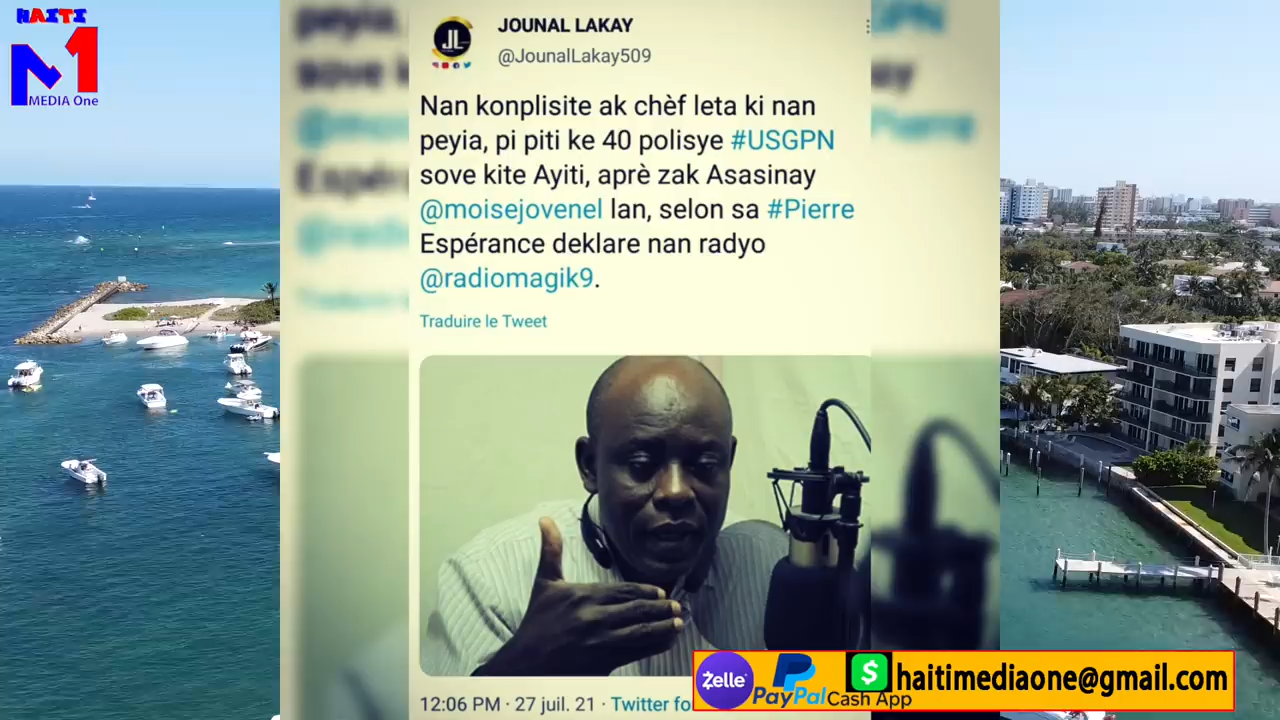 HAITI
M1
MEDIA One
JL
JOUNAL LAKAY
@JounalLakay509
Nan konplisite ak chèf leta ki nan
peyia, pi piti ke 40 polisye #USGPN
sove kite Ayiti, aprè zak Asasinay
@moisejovenel lan, selon sa #Pierre
Espérance deklare nan radyo
@radiomagik9.
Traduire le Tweet
12:06 PM · 27 juil. 21 · Twitter fo
Zelle
PayPal
$
Cash App
haitimediaone@gmail.com